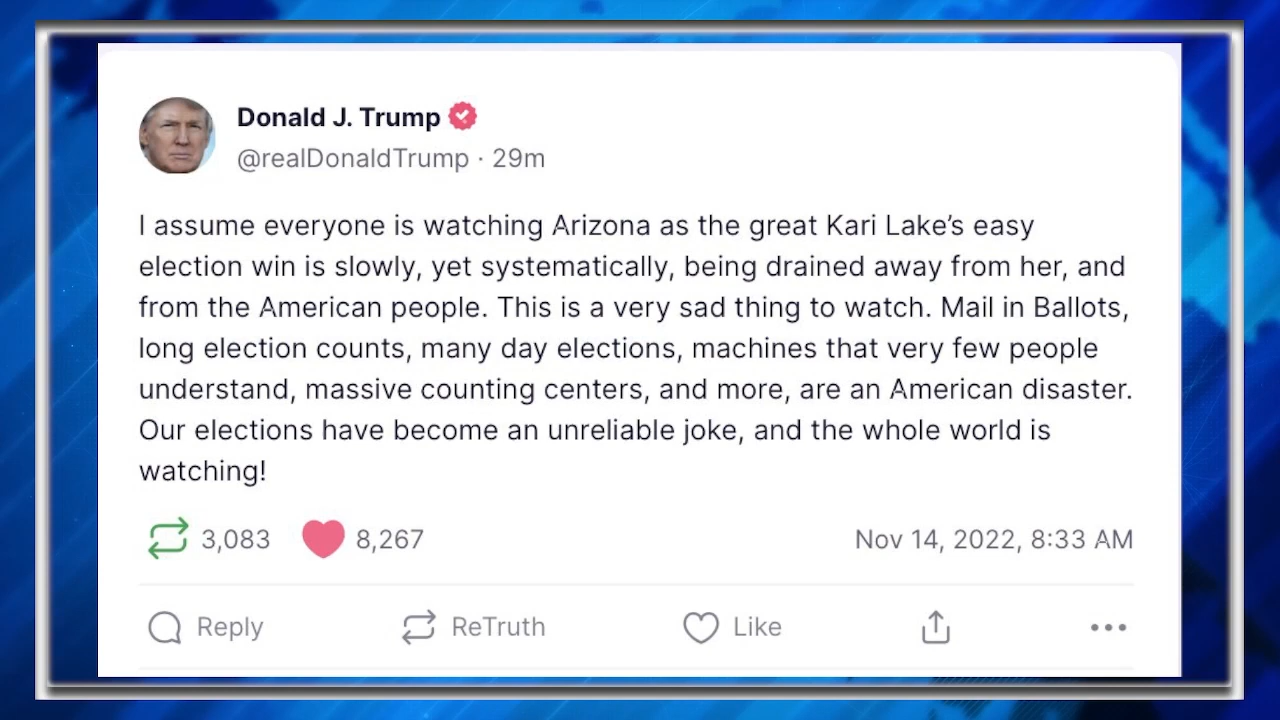 Donald J. Trump
@realDonaldTrump · 29m
I assume everyone is watching Arizona as the great Kari Lake’s easy
election win is slowly, yet systematically, being drained away from her, and
from the American people. This is a very sad thing to watch. Mail in Ballots,
long election counts, many day elections, machines that very few people
understand, massive counting centers, and more, are an American disaster.
Our elections have become an unreliable joke, and the whole world is
watching!
3,083 8,267 Nov 14, 2022, 8:33 AM
Reply ReTruth Like